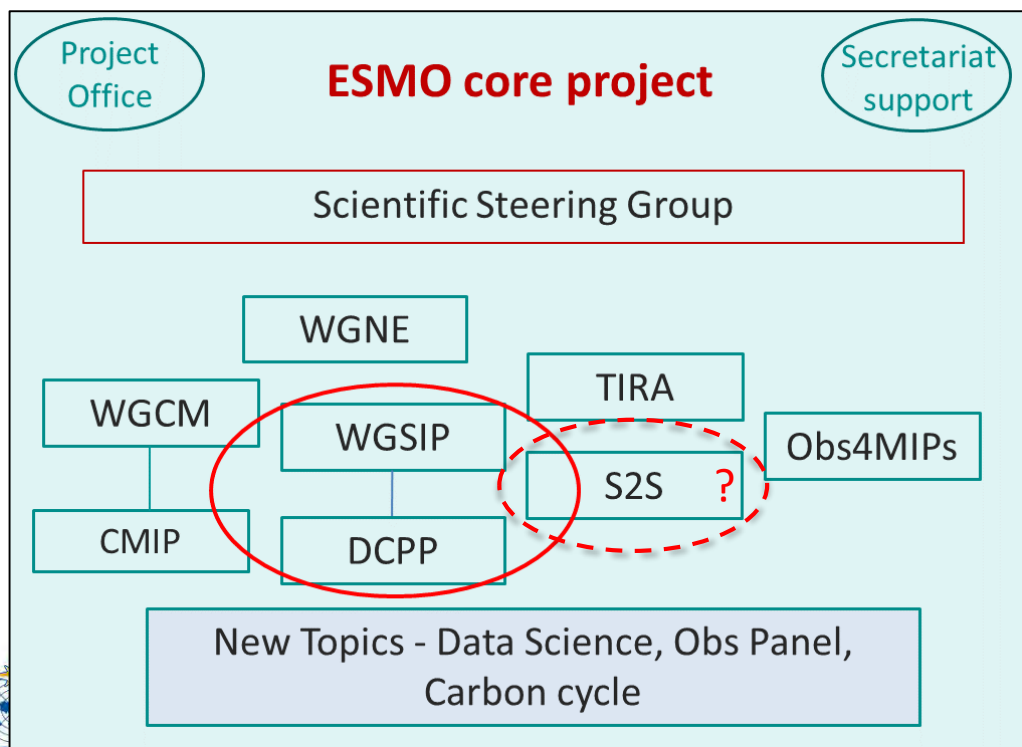 Project
Office
ESMO core project
Secretariat
support
Scientific Steering Group
WGNE
TIRA
WGCM
WGSIP
Obs4MIPs
S2S ?
CMIP
DCPP
New Topics - Data Science, Obs Panel,
Carbon cycle